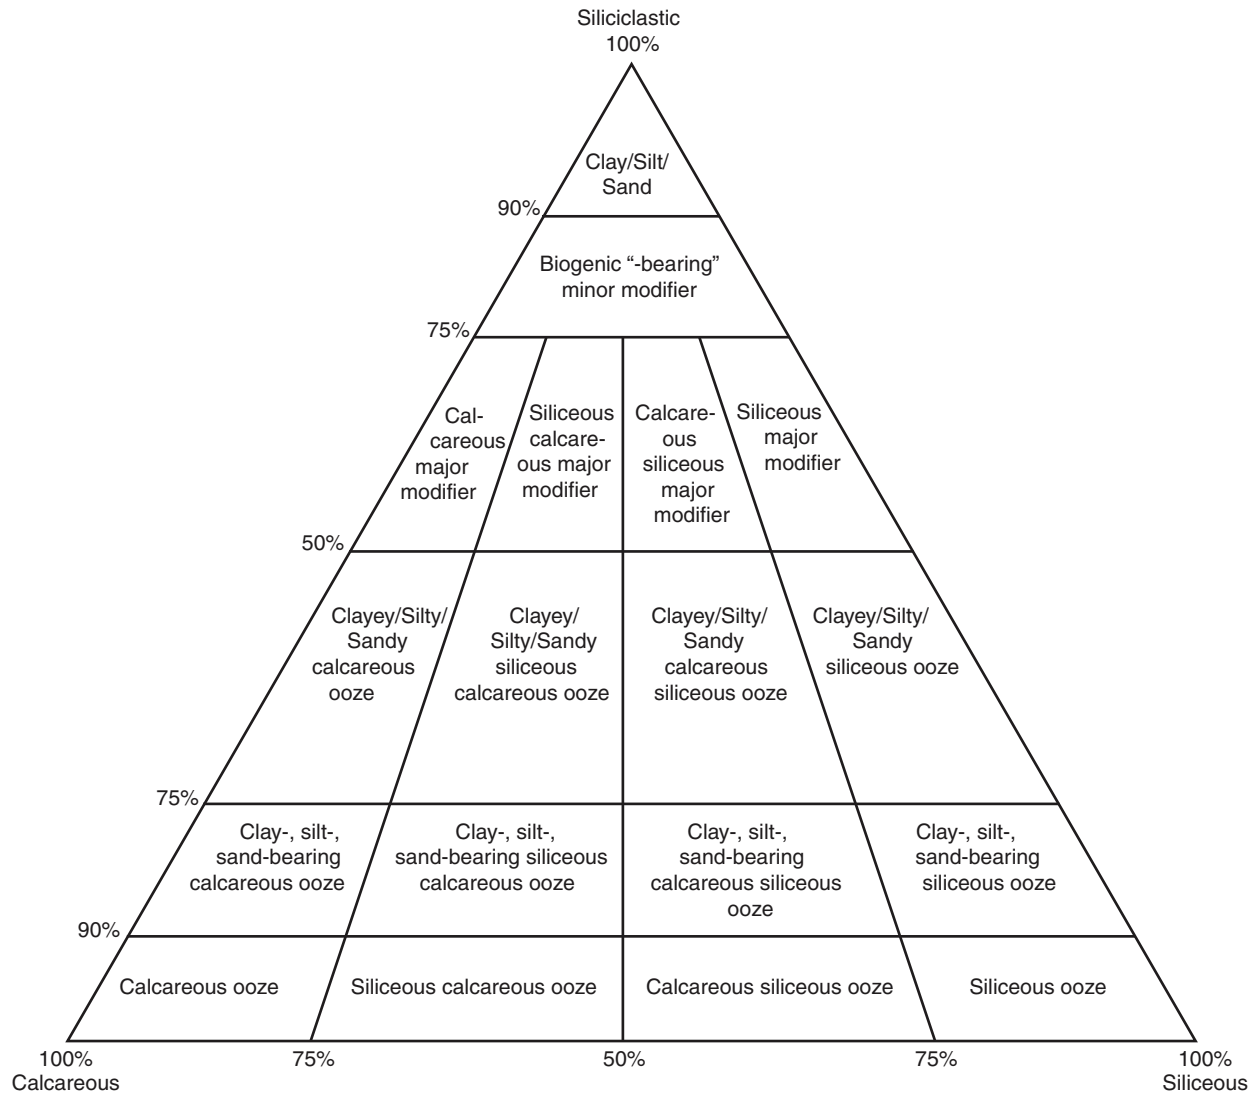 Siliciclastic
100%
Clay/Silt/
Sand
90%
Biogenic “-bearing”
minor modifier
75%
Cal-
careous
major
modifier
Siliceous
calcare-
ous major
modifier
Calcare-
ous
siliceous
major
modifier
Siliceous
major
modifier
50%
Clayey/Silty/
Sandy
calcareous
ooze
Clayey/
Silty/Sandy
siliceous
calcareous ooze
Clayey/Silty/
Sandy
calcareous
siliceous ooze
Clayey/Silty/
Sandy
siliceous ooze
75%
Clay-, silt-,
sand-bearing
calcareous ooze
Clay-, silt-,
sand-bearing siliceous
calcareous ooze
Clay-, silt-,
sand-bearing
calcareous siliceous
ooze
Clay-, silt-,
sand-bearing
siliceous ooze
90%
Calcareous ooze
Siliceous calcareous ooze
Calcareous siliceous ooze
Siliceous ooze
100%
Calcareous
75%
50%
75%
100%
Siliceous